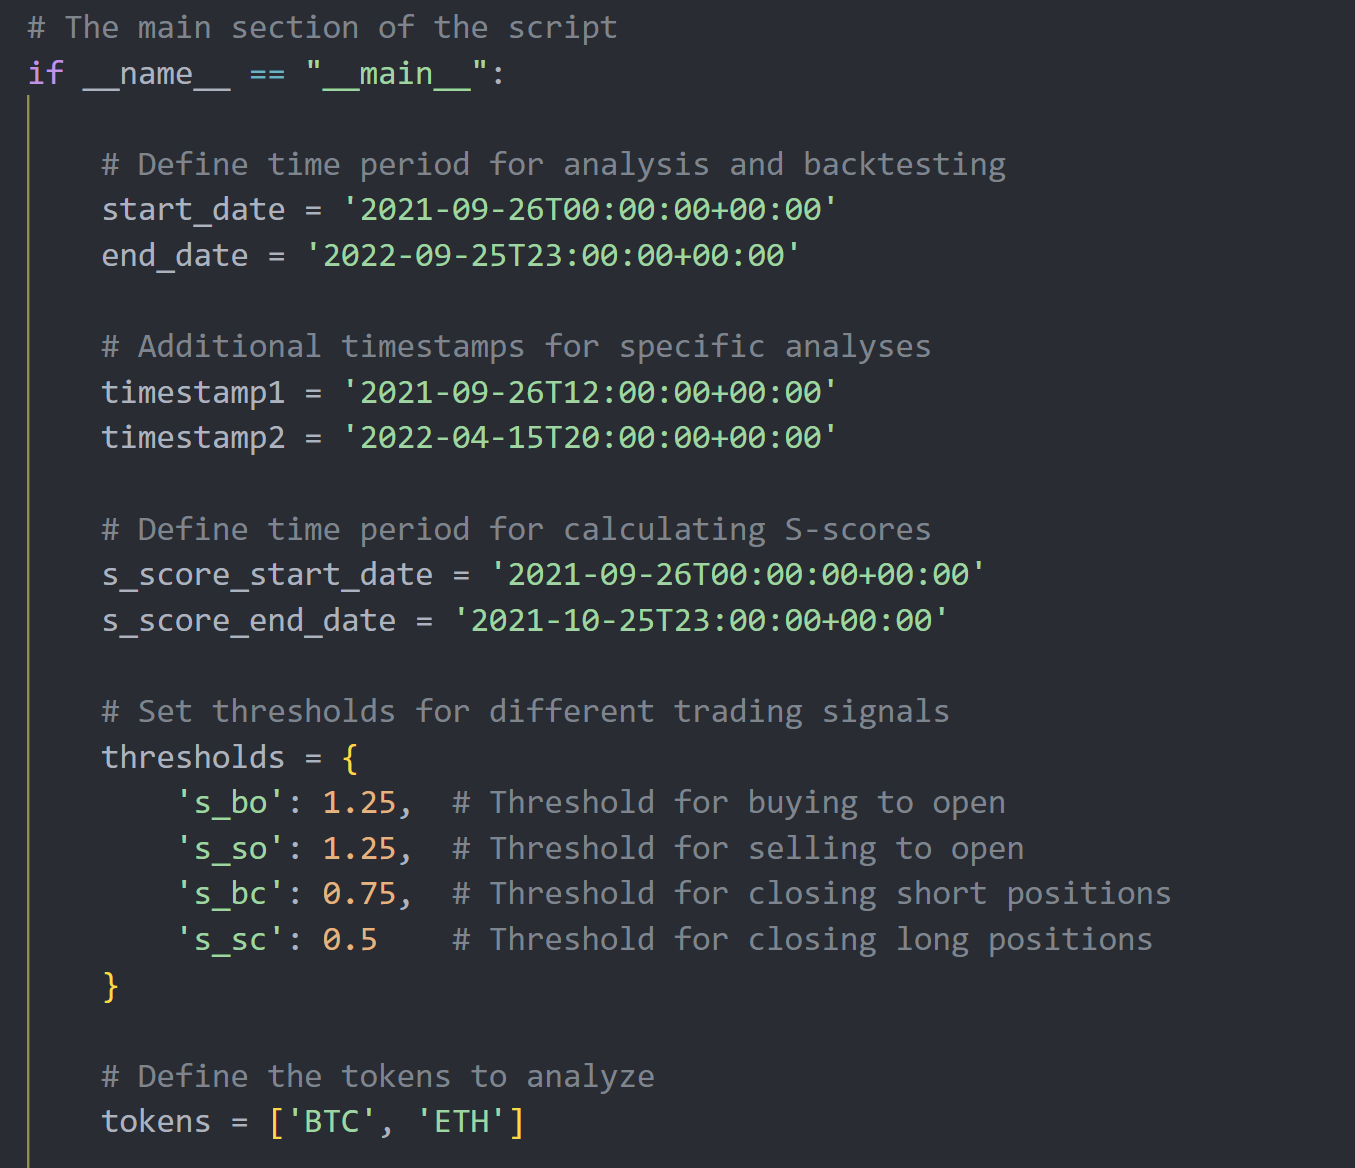 # The main section of the script
if __name__ == "__main__":
# Define time period for analysis and backtesting
start_date = '2021-09-26T00:00:00+00:00'
end_date = '2022-09-25T23:00:00+00:00'
# Additional timestamps for specific analyses
timestamp1 = '2021-09-26T12:00:00+00:00'
timestamp2 = '2022-04-15T20:00:00+00:00'
# Define time period for calculating S-scores
s_score_start_date = '2021-09-26T00:00:00+00:00'
s_score_end_date = '2021-10-25T23:00:00+00:00'
# Set thresholds for different trading signals
thresholds = {
's_bo': 1.25,  # Threshold for buying to open
's_so': 1.25,  # Threshold for selling to open
's_bc': 0.75,  # Threshold for closing short positions
's_sc': 0.5    # Threshold for closing long positions
}
# Define the tokens to analyze
tokens = ['BTC', 'ETH']